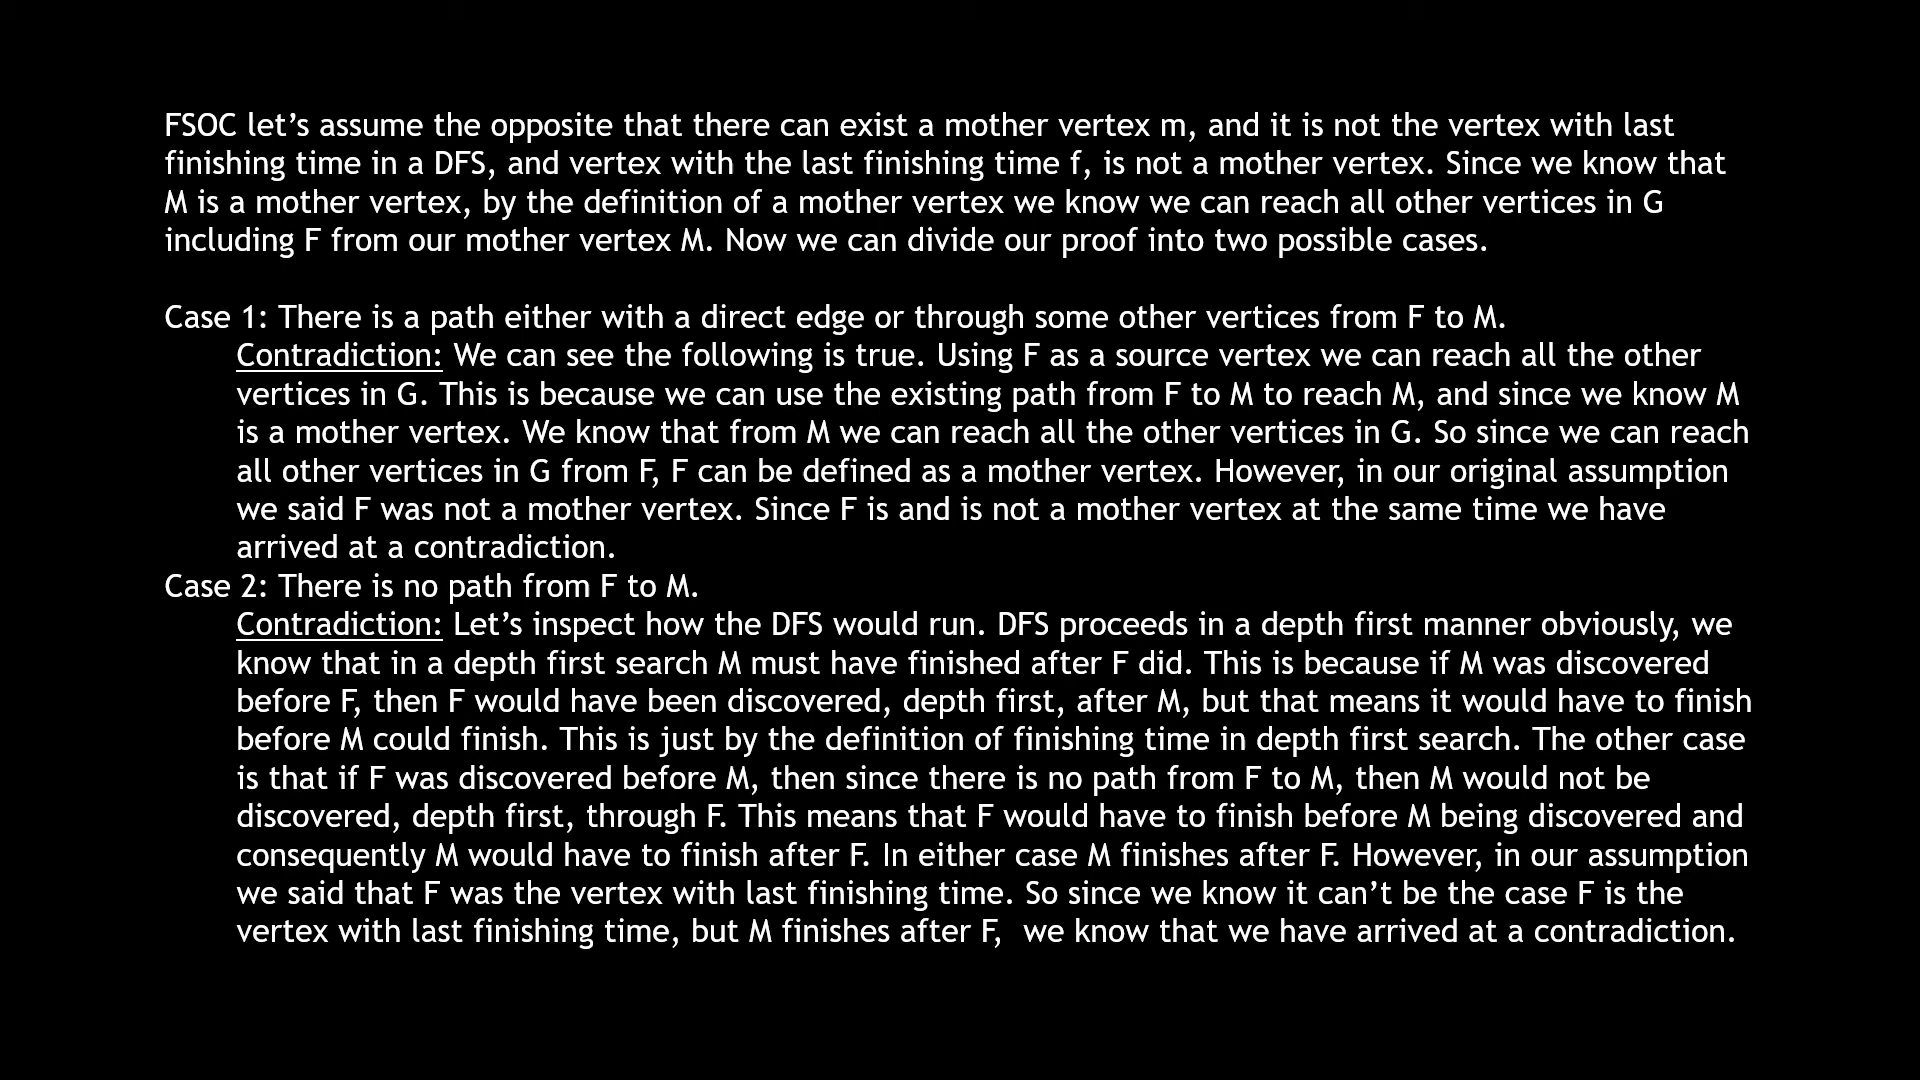 FSOC let’s assume the opposite that there can exist a mother vertex m, and it is not the vertex with last
finishing time in a DFS, and vertex with the last finishing time f, is not a mother vertex. Since we know that
M is a mother vertex, by the definition of a mother vertex we know we can reach all other vertices in G
including F from our mother vertex M. Now we can divide our proof into two possible cases.
Case 1: There is a path either with a direct edge or through some other vertices from F to M.
Contradiction: We can see the following is true. Using F as a source vertex we can reach all the other
vertices in G. This is because we can use the existing path from F to M to reach M, and since we know M
is a mother vertex. We know that from M we can reach all the other vertices in G. So since we can reach
all other vertices in G from F, F can be defined as a mother vertex. However, in our original assumption
we said F was not a mother vertex. Since F is and is not a mother vertex at the same time we have
arrived at a contradiction.
Case 2: There is no path from F to M.
Contradiction: Let’s inspect how the DFS would run. DFS proceeds in a depth first manner obviously, we
know that in a depth first search M must have finished after F did. This is because if M was discovered
before F, then F would have been discovered, depth first, after M, but that means it would have to finish
before M could finish. This is just by the definition of finishing time in depth first search. The other case
is that if F was discovered before M, then since there is no path from F to M, then M would not be
discovered, depth first, through F. This means that F would have to finish before M being discovered and
consequently M would have to finish after F. In either case M finishes after F. However, in our assumption
we said that F was the vertex with last finishing time. So since we know it can’t be the case F is the
vertex with last finishing time, but M finishes after F,  we know that we have arrived at a contradiction.